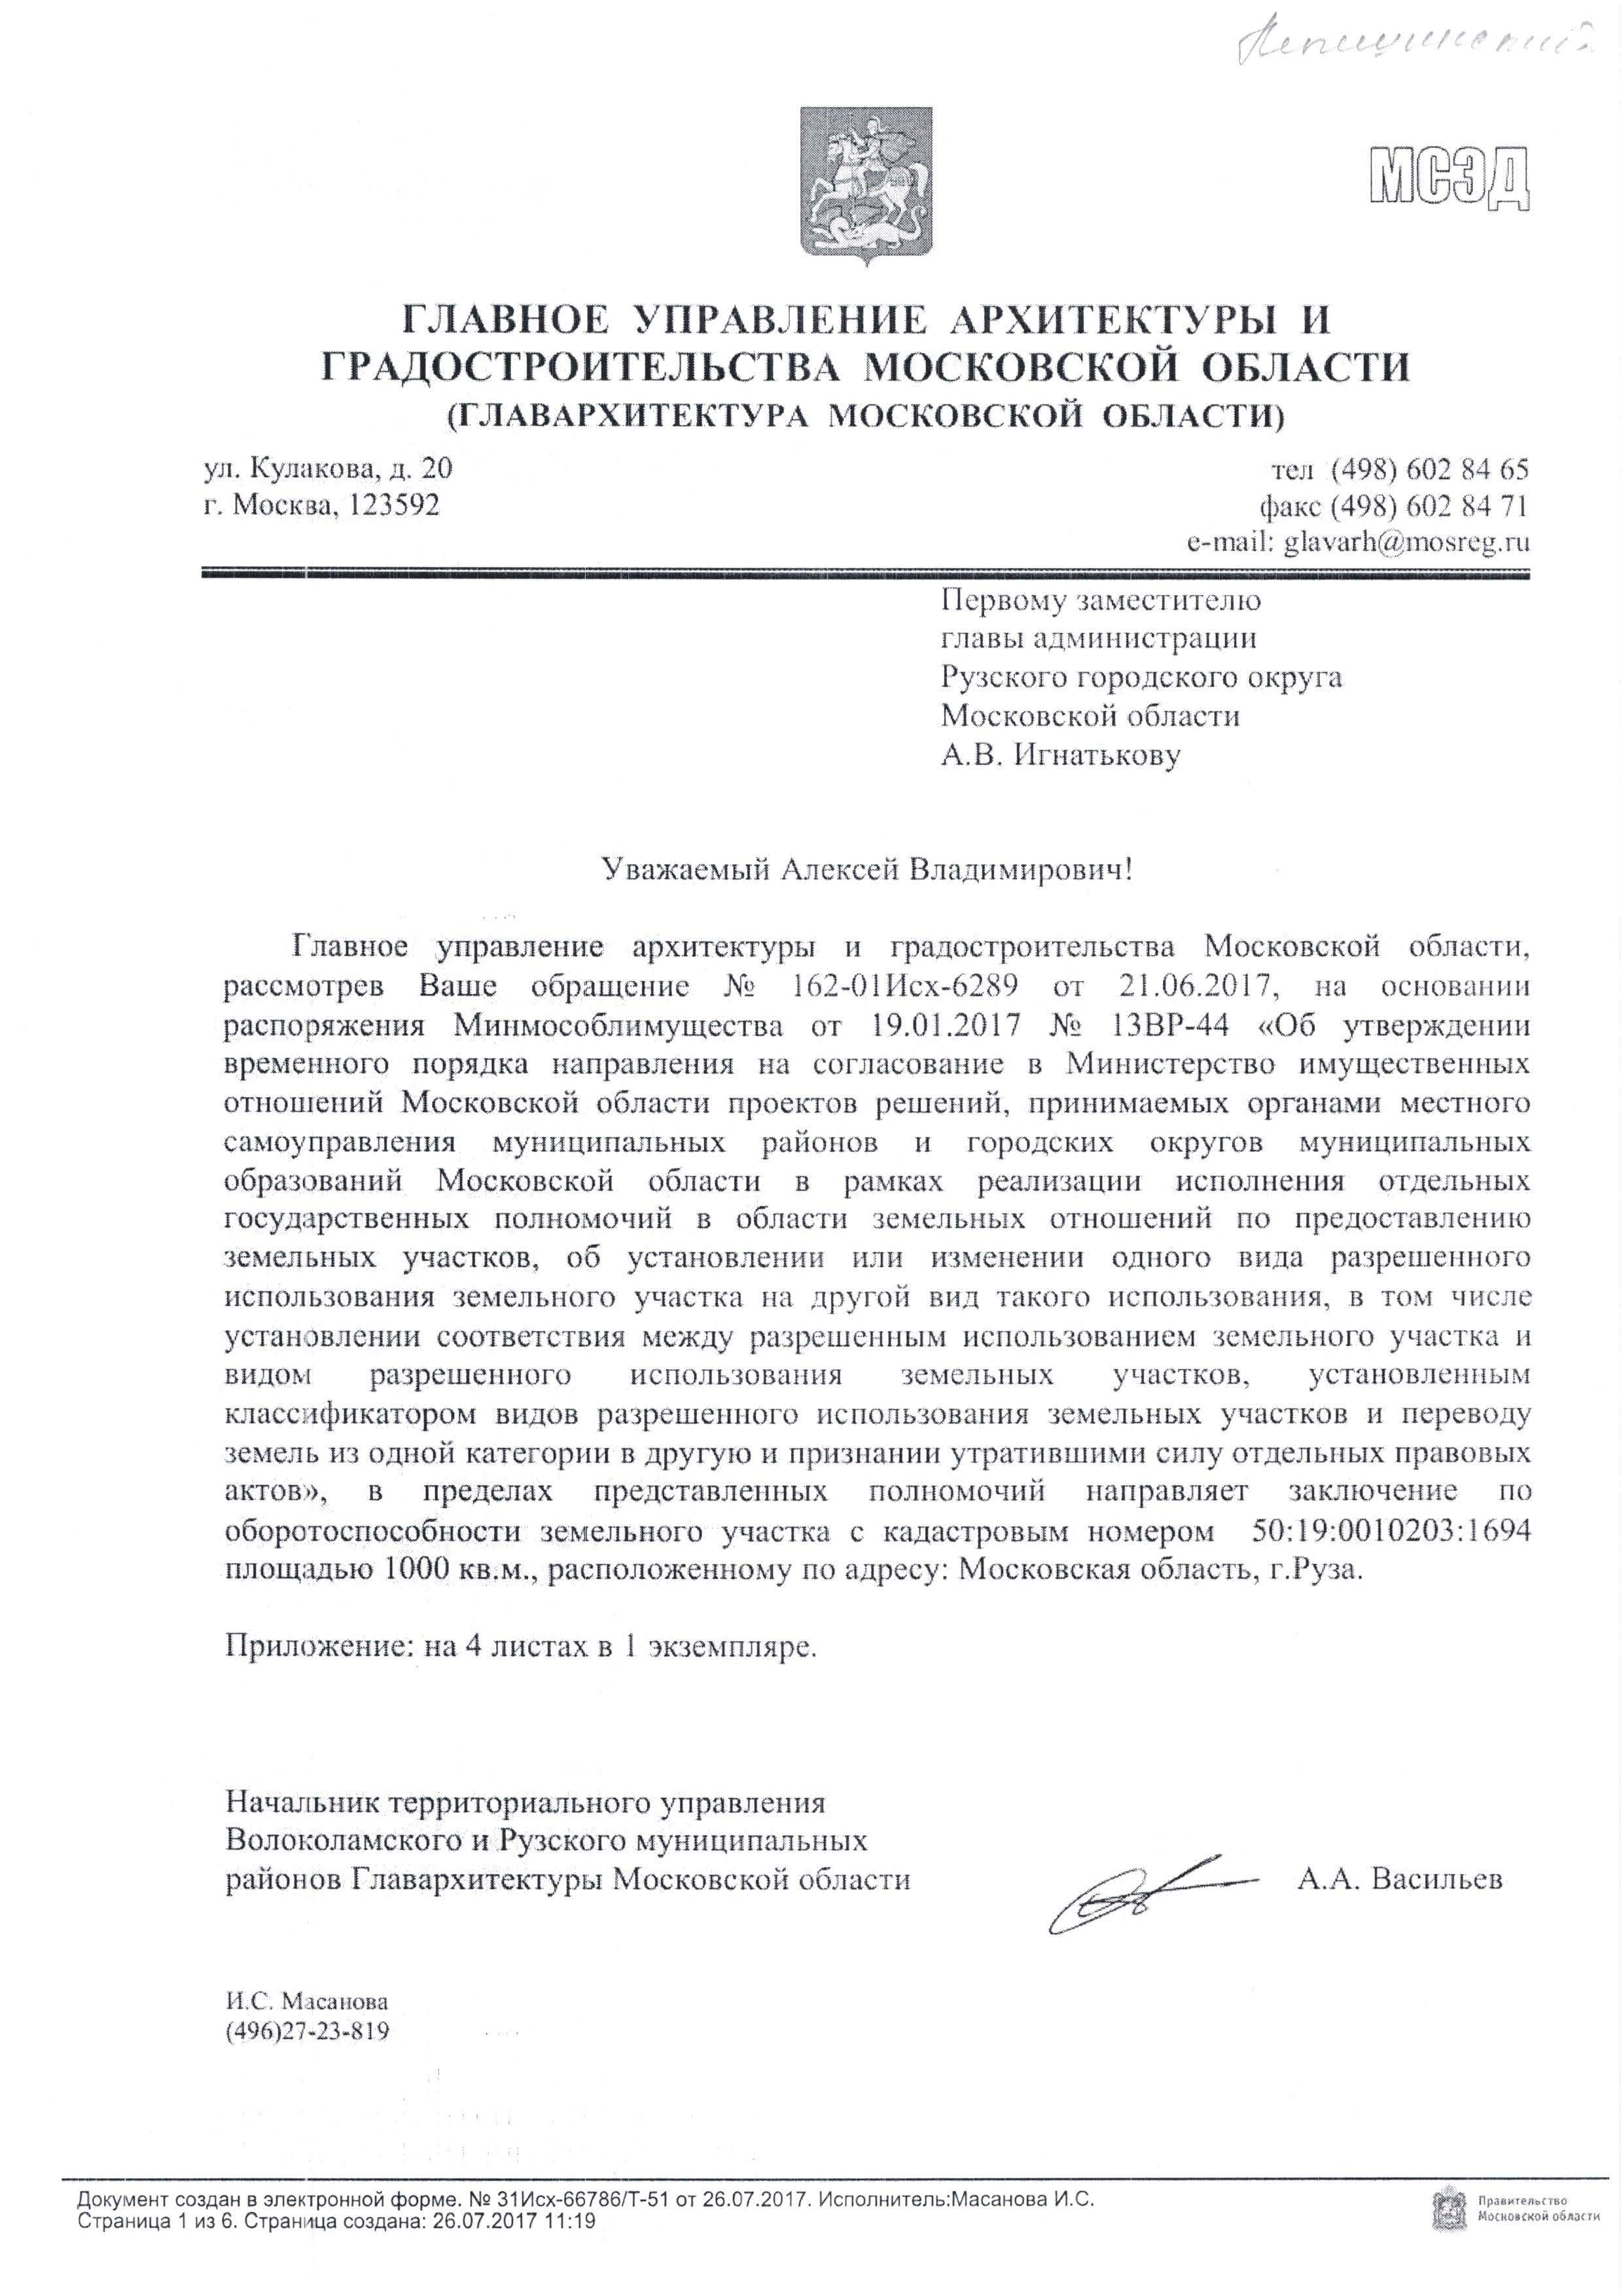 МСЭД
ГЛАВНОЕ УПРАВЛЕНИЕ АРХИТЕКТУРЫ И
ГРАДОСТРОИТЕЛЬСТВА МОСКОВСКОЙ ОБЛАСТИ
(ГЛАВАРХИТЕКТУРА МОСКОВСКОЙ ОБЛАСТИ)
ул. Кулакова, д. 20
г. Москва, 123592
тел (498) 602 84 65
факс (498) 602 84 71
e-mail: glavarh@mosreg.ru
Первому заместителю
главы администрации
Рузского городского округа
Московской области
А.В. Игнатькову
Уважаемый Алексей Владимирович!
Главное управление архитектуры и градостроительства Московской области,
рассмотрев Ваше обращение № 162-01Исх-6289 от 21.06.2017, на основании
распоряжения Минмособлимущества от 19.01.2017 № 13ВР-44 «Об утверждении
временного порядка направления на согласование в Министерство имущественных
отношений Московской области проектов решений, принимаемых органами местного
самоуправления муниципальных районов и городских округов муниципальных
образований Московской области в рамках реализации исполнения отдельных
государственных полномочий в области земельных отношений по предоставлению
земельных участков, об установлении или изменении одного вида разрешенного
использования земельного участка на другой вид такого использования, в том числе
установлении соответствия между разрешенным использованием земельного участка и
видом разрешенного использования земельных участков, установленным
классификатором видов разрешенного использования земельных участков и переводу
земель из одной категории в другую и признании утратившими силу отдельных правовых
актов», в пределах представленных полномочий направляет заключение по
оборотоспособности земельного участка с кадастровым номером 50:19:0010203:1694
площадью 1000 кв.м., расположенному по адресу: Московская область, г.Руза.
Приложение: на 4 листах в 1 экземпляре.
Начальник территориального управления
Волоколамского и Рузского муниципальных
районов Главархитектуры Московской области
А.А. Васильев
И.С. Масанова
(496)27-23-819
Документ создан в электронной форме. № 31Исх-66786/Т-51 от 26.07.2017. Исполнитель:Масанова И.С.
Страница 1 из 6. Страница создана: 26.07.2017 11:19
Правительство
Московской области